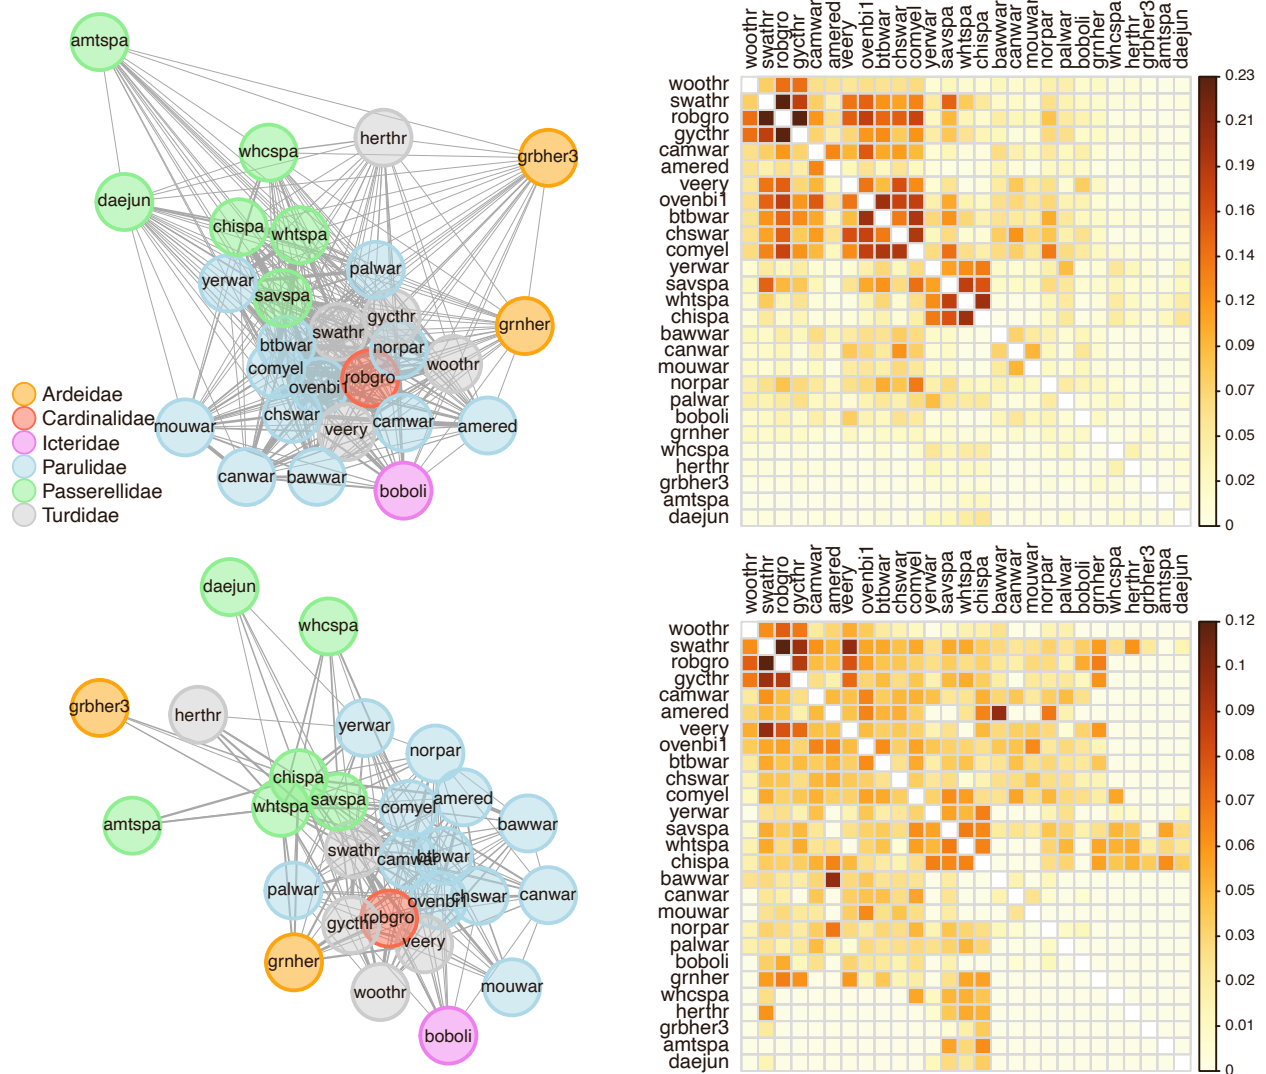 amtspa
herthr
whcspa
grbher3
daejun
chispa
whtspa
palwar
yerwar
savspa
gycthr
grnher
swathr
btbwar
norpar
comyel
woothr
robgro
ovenbi1
chswar
camwar
amered
mouwar
veery
canwar
bawwar
boboli
Ardeidae
Cardinalidae
Icteridae
Parulidae
Passerellidae
Turdidae
woothr swathr robgro gycthr camwar amered veery ovenbi1 btbwar chswar comyel yerwar savspa whtspa chispa bawwar canwar mouwar norpar palwar boboli grnher whcspa herthr grbher3 amtspa daejun
woothr
swathr
robgro
gycthr
camwar
amered
veery
ovenbi1
btbwar
chswar
comyel
yerwar
savspa
whtspa
chispa
bawwar
canwar
mouwar
norpar
palwar
boboli
grnher
whcspa
herthr
grbher3
amtspa
daejun
0.23
0.21
0.19
0.16
0.14
0.12
0.09
0.07
0.05
0.02
0
daejun
whcspa
grbher3
herthr
yerwar
norpar
chispa
whtspa
savspa
comyel
amered
bawwar
amtspa
swathr
camwar
btbwar
palwar
ovenbi1
chswar
canwar
gycthr
robgro
veery
grnher
woothr
mouwar
boboli
woothr swathr robgro gycthr camwar amered veery ovenbi1 btbwar chswar comyel yerwar savspa whtspa chispa bawwar canwar mouwar norpar palwar boboli grnher whcspa herthr grbher3 amtspa daejun
woothr
swathr
robgro
gycthr
camwar
amered
veery
ovenbi1
btbwar
chswar
comyel
yerwar
savspa
whtspa
chispa
bawwar
canwar
mouwar
norpar
palwar
boboli
grnher
whcspa
herthr
grbher3
amtspa
daejun
0.12
0.1
0.09
0.08
0.07
0.06
0.05
0.03
0.02
0.01
0